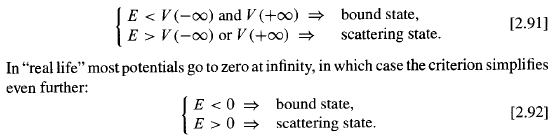 E < V(−∞) and V(+∞) ⇒ bound state,
E > V(−∞) or V(+∞) ⇒ scattering state. [2.91]
In “real life” most potentials go to zero at infinity, in which case the criterion simplifies
even further:
E < 0 ⇒ bound state,
E > 0 ⇒ scattering state. [2.92]